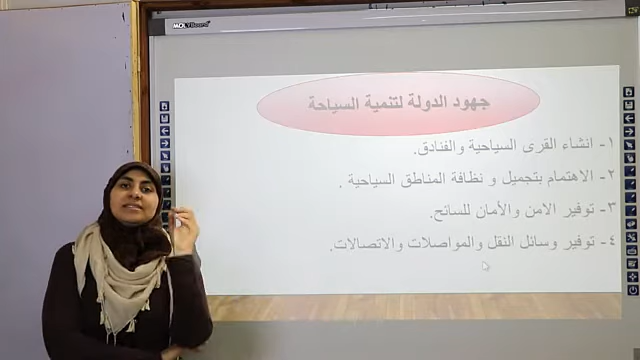 MOLYBoard
جهود الدولة لتنمية السياحة
١- انشاء القرى السياحية والفنادق.
٢- الاهتمام بتجميل و نظافة المناطق السياحية .
٣- توفير الامن والأمان للسائح.
٤- توفير وسائل النقل والمواصلات والاتصالات.